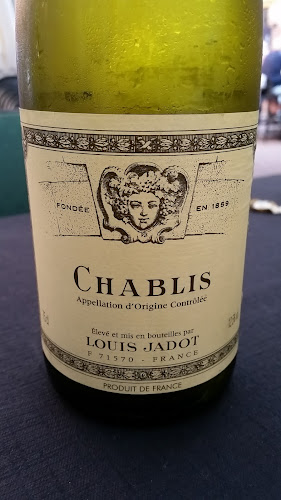 FONDÉE EN 1859
CHABLIS
Appellation d'Origine Contrôlée
Élevé et mis en bouteilles par
LOUIS JADOT
F 71570 - FRANCE
PRODUIT DE FRANCE